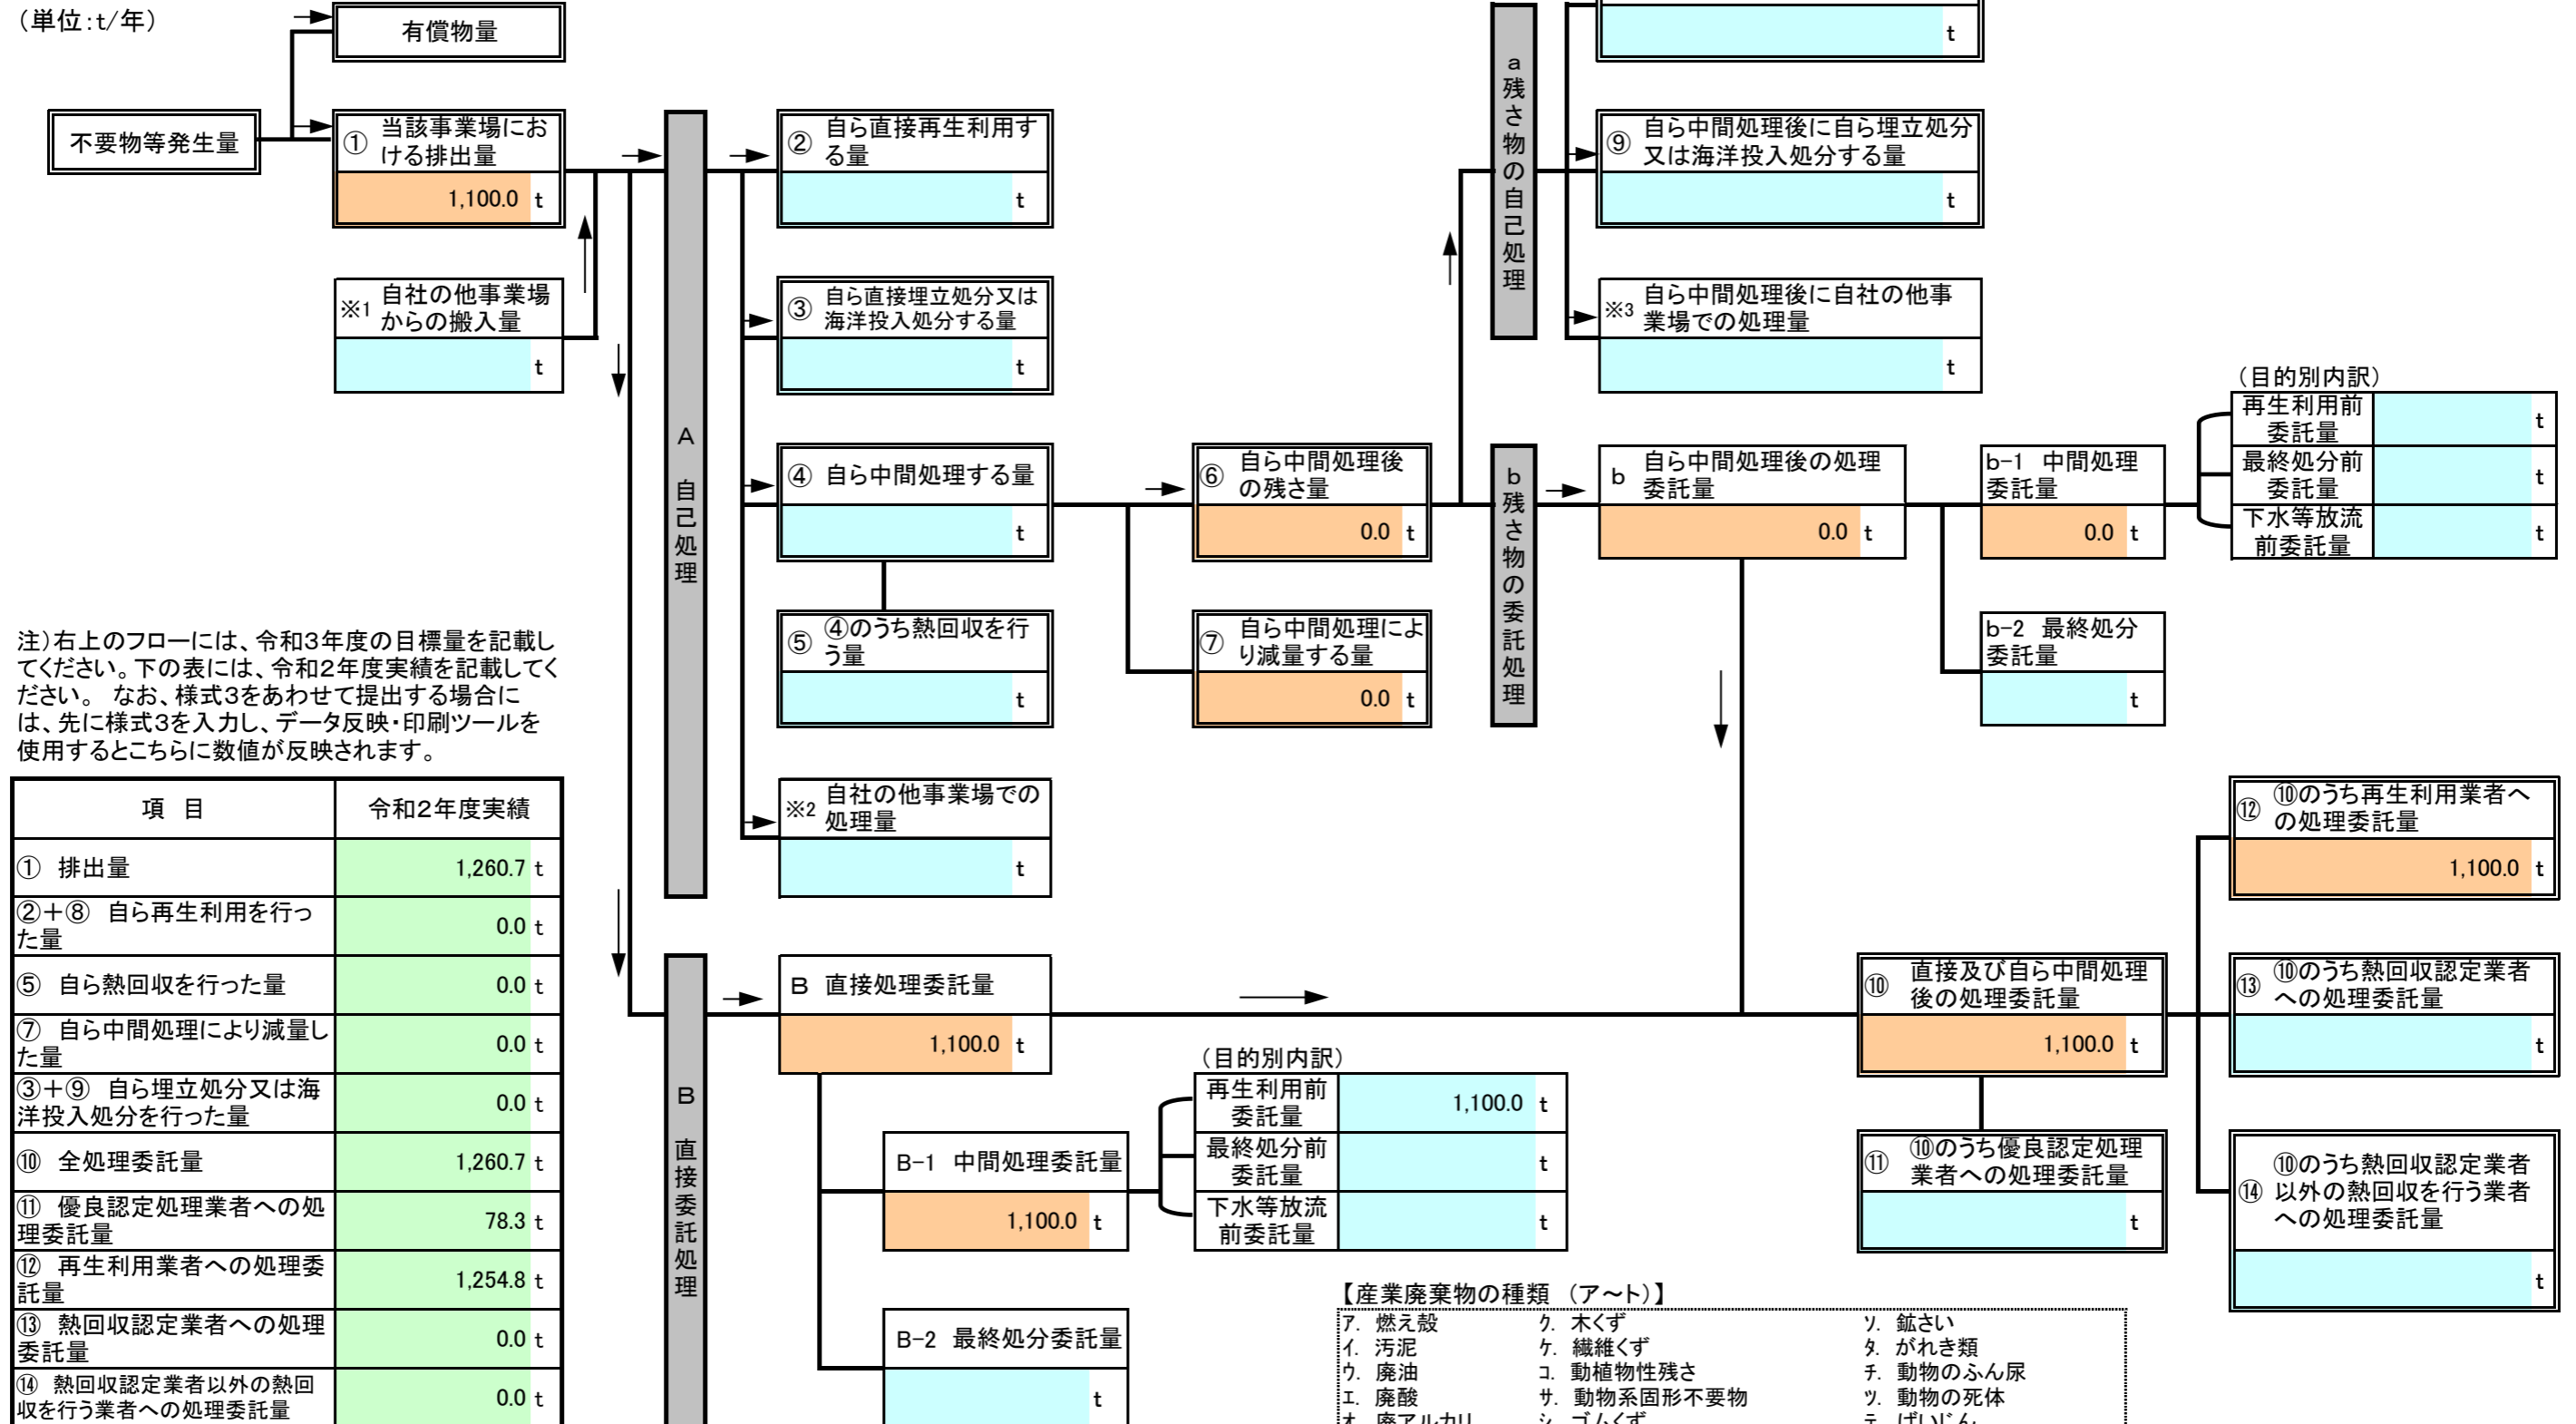 （単位：t/年）
有償物量
不要物等発生量
① 当該事業場にお
ける排出量
1,100.0 t
※1 自社の他事業場
からの搬入量
t
A 自己処理
② 自ら直接再生利用す
る量
t
③ 自ら直接埋立処分又は
海洋投入処分する量
t
④ 自ら中間処理する量
t
⑤ ④のうち熱回収を行
う量
t
※2 自社の他事業場での
処理量
t
⑥ 自ら中間処理後
の残さ量
0.0 t
⑦ 自ら中間処理によ
り減量する量
0.0 t
a 残さ物の自己処理
t
⑨ 自ら中間処理後に自ら埋立処分
又は海洋投入処分する量
t
※3 自ら中間処理後に自社の他事
業場での処理量
t
b 残さ物の委託処理
b 自ら中間処理後の処理
委託量
0.0 t
b-1 中間処理
委託量
0.0 t
b-2 最終処分
委託量
t
（目的別内訳）
再生利用前
委託量 t
最終処分前
委託量 t
下水等放流
前委託量 t
注）右上のフローには、令和３年度の目標量を記載し
てください。下の表には、令和２年度実績を記載してく
ださい。 なお、様式３をあわせて提出する場合に
は、先に様式３を入力し、データ反映・印刷ツールを
使用するとこちらに数値が反映されます。
項 目 令和２年度実績
① 排出量 1,260.7 t
②＋⑧ 自ら再生利用を行っ
た量 0.0 t
⑤ 自ら熱回収を行った量 0.0 t
⑦ 自ら中間処理により減量し
た量 0.0 t
③＋⑨ 自ら埋立処分又は海
洋投入処分を行った量 0.0 t
⑩ 全処理委託量 1,260.7 t
⑪ 優良認定処理業者への処
理委託量 78.3 t
⑫ 再生利用業者への処理委
託量 1,254.8 t
⑬ 熱回収認定業者への処理
委託量 0.0 t
⑭ 熱回収認定業者以外の熱回
収を行う業者への処理委託量 0.0 t
B 直接委託処理
B 直接処理委託量
1,100.0 t
B-1 中間処理委託量
1,100.0 t
B-2 最終処分委託量
t
（目的別内訳）
再生利用前
委託量 1,100.0 t
最終処分前
委託量 t
下水等放流
前委託量 t
⑩ 直接及び自ら中間処理
後の処理委託量
1,100.0 t
⑪ ⑩のうち優良認定処理
業者への処理委託量
t
⑫ ⑩のうち再生利用業者へ
の処理委託量
1,100.0 t
⑬ ⑩のうち熱回収認定業者
への処理委託量
t
⑭ ⑩のうち熱回収認定業者
以外の熱回収を行う業者
への処理委託量
t
【産業廃棄物の種類 （ア～ト）】
ｱ. 燃え殻 ｸ. 木くず ｿ. 鉱さい
ｲ. 汚泥 ｹ. 繊維くず ﾀ. がれき類
ｳ. 廃油 ｺ. 動植物性残さ ﾁ. 動物のふん尿
ｴ. 廃酸 ｻ. 動物系固形不要物 ﾂ. 動物の死体
ｵ. 廃アルカリ ｼ. ゴムくず ﾃ. ばいじん